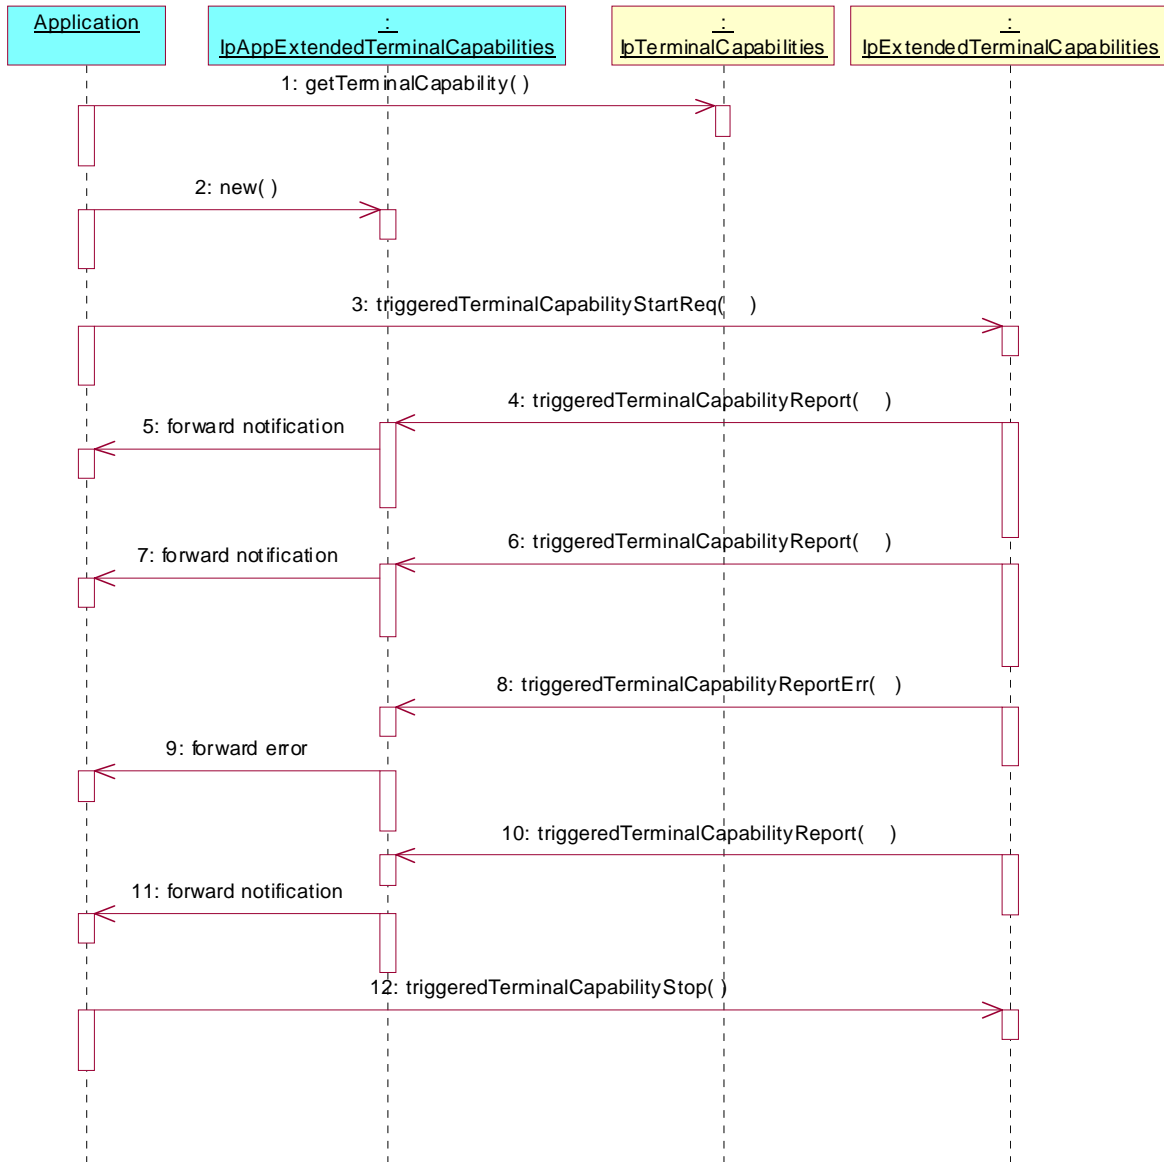 Application
:
IpAppExtendedTerminalCapabilities
:
IpTerminalCapabilities
:
IpExtendedTerminalCapabilities
1: getTerminalCapability( )
2: new( )
3: triggeredTerminalCapabilityStartReq( )
4: triggeredTerminalCapabilityReport( )
5: forward notification
6: triggeredTerminalCapabilityReport( )
7: forward notification
8: triggeredTerminalCapabilityReportErr( )
9: forward error
10: triggeredTerminalCapabilityReport( )
11: forward notification
12: triggeredTerminalCapabilityStop( )